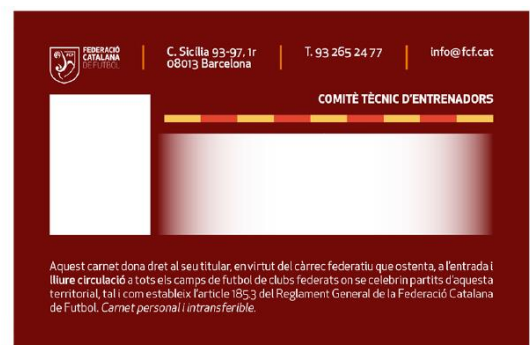 FEDERACIÓ
CATALANA
DE FUTBOL
C. Sicília 93-97, 1r
08013 Barcelona
T. 93 265 24 77
info@fcf.cat
COMITÈ TÈCNIC D'ENTRENADORS
Aquest carnet dona dret al seu titular, en virtut del càrrec federatiu que ostenta, a l'entrada i
lliure circulació a tots els camps de futbol de clubs federats on se celebrin partits d'aquesta
territorial, tal i com estableix l'article 185.3 del Reglament General de la Federació Catalana
de Futbol. Carnet personal i intransferible.